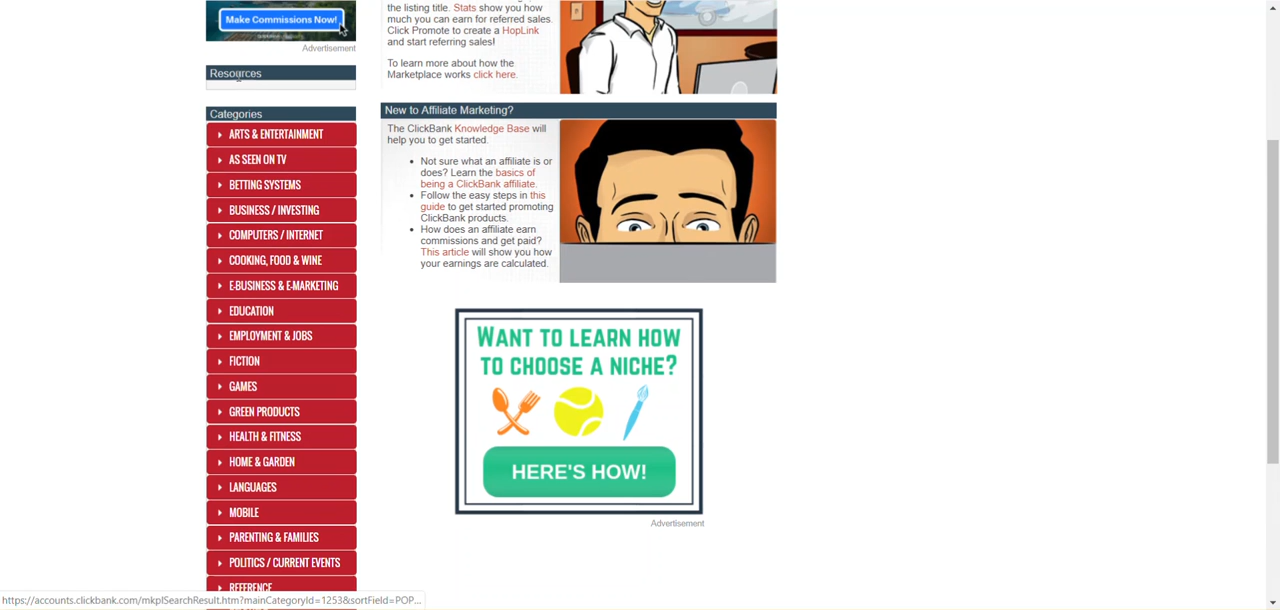 Make Commissions Now!
Advertisement
Resources
Categories
ARTS & ENTERTAINMENT
AS SEEN ON TV
BETTING SYSTEMS
BUSINESS / INVESTING
COMPUTERS / INTERNET
COOKING, FOOD & WINE
E-BUSINESS & E-MARKETING
EDUCATION
EMPLOYMENT & JOBS
FICTION
GAMES
GREEN PRODUCTS
HEALTH & FITNESS
HOME & GARDEN
LANGUAGES
MOBILE
PARENTING & FAMILIES
POLITICS / CURRENT EVENTS
REFERENCE
the listing title. Stats show you how
much you can earn for referred sales.
Click Promote to create a HopLink
and start referring sales!
To learn more about how the
Marketplace works click here.
New to Affiliate Marketing?
The ClickBank Knowledge Base will
help you to get started.
• Not sure what an affiliate is or
does? Learn the basics of
being a ClickBank affiliate.
• Follow the easy steps in this
guide to get started promoting
ClickBank products.
• How does an affiliate earn
commissions and get paid?
This article will show you how
your earnings are calculated.
WANT TO LEARN HOW
TO CHOOSE A NICHE?
HERE'S HOW!
Advertisement
https://accounts.clickbank.com/mkplSearchResult.htm?mainCategoryId=1253&sortField=POP...